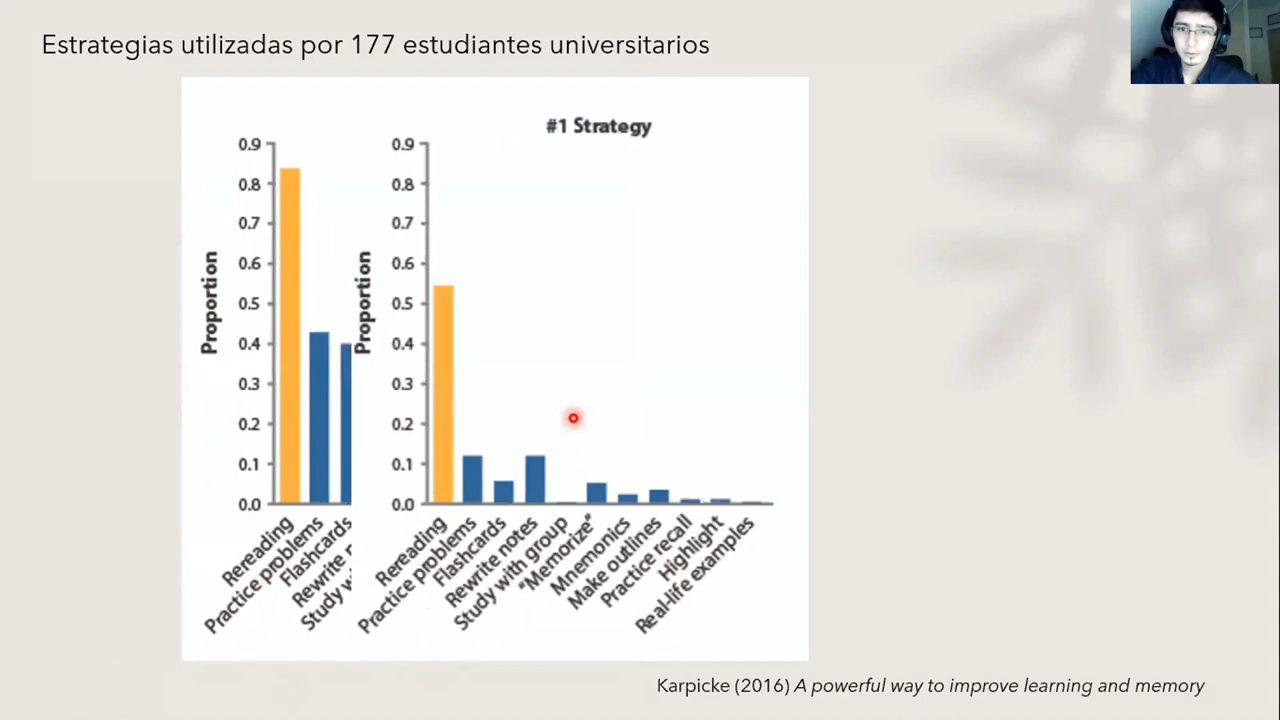 Estrategias utilizadas por 177 estudiantes universitarios
#1 Strategy
Proportion
0.9
0.8
0.7
0.6
0.5
0.4
0.3
0.2
0.1
0.0
Rereading
Practice problems
Flashcards
Rewrite
Study
Proportion
0.9
0.8
0.7
0.6
0.5
0.4
0.3
0.2
0.1
0.0
Rereading
Practice problems
Flashcards
Rewrite notes
Study with group
"Memorize"
Mnemonics
Make outlines
Practice recall
Highlight
Real-life examples
Karpicke (2016) A powerful way to improve learning and memory